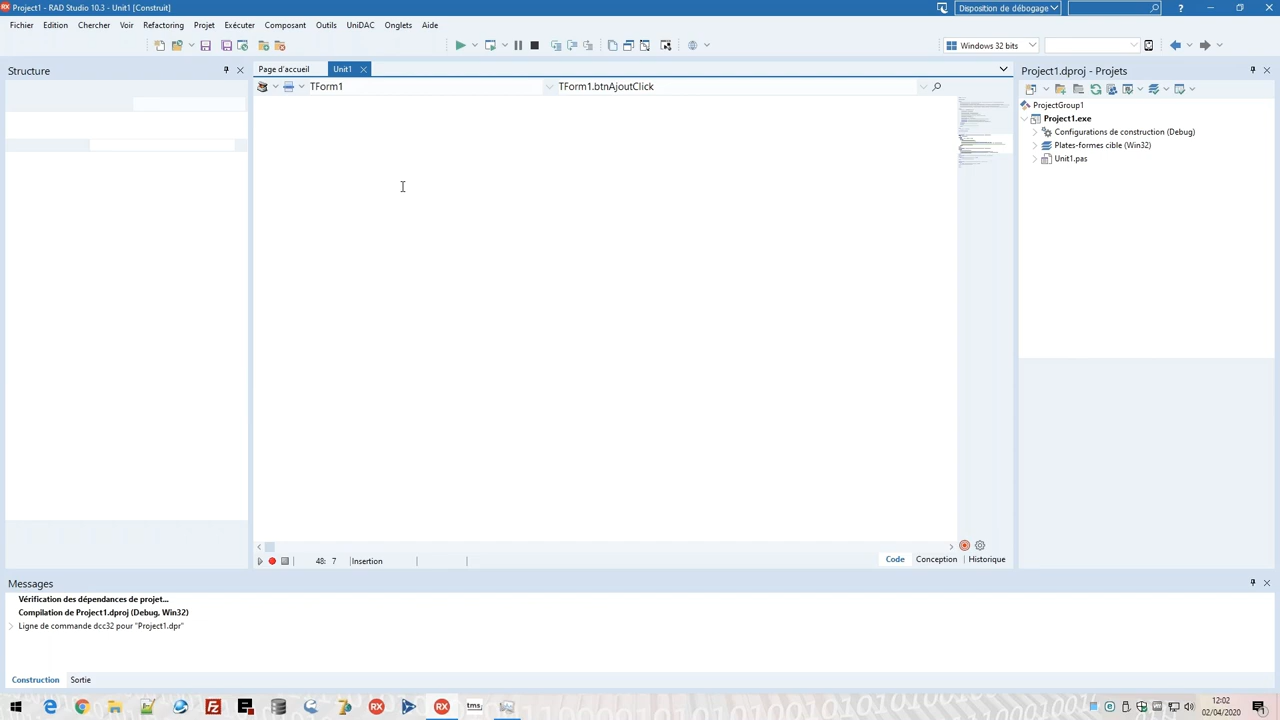 Project1 - RAD Studio 10.3 - Unit1 [Construit]
Disposition de débogage
?
Fichier Edition Chercher Voir Refactoring Projet Exécuter Composant Outils UniDAC Onglets Aide
Windows 32 bits
Structure
Page d'accueil
Unit1
Project1.dproj - Projets
TForm1
TForm1.btnAjoutClick
ProjectGroup1
Project1.exe
Configurations de construction (Debug)
-formes cibles
.pas
48: 7
Insertion
Code
Conception
Historique
Messages
Vérification des dépendances de projet...
Compilation de Project1.dproj (Debug, Win32)
Ligne de commande dcc32 pour "Project1.dpr"
Construction
Sortie
RX
RX
tms
12:02
02/04/2020